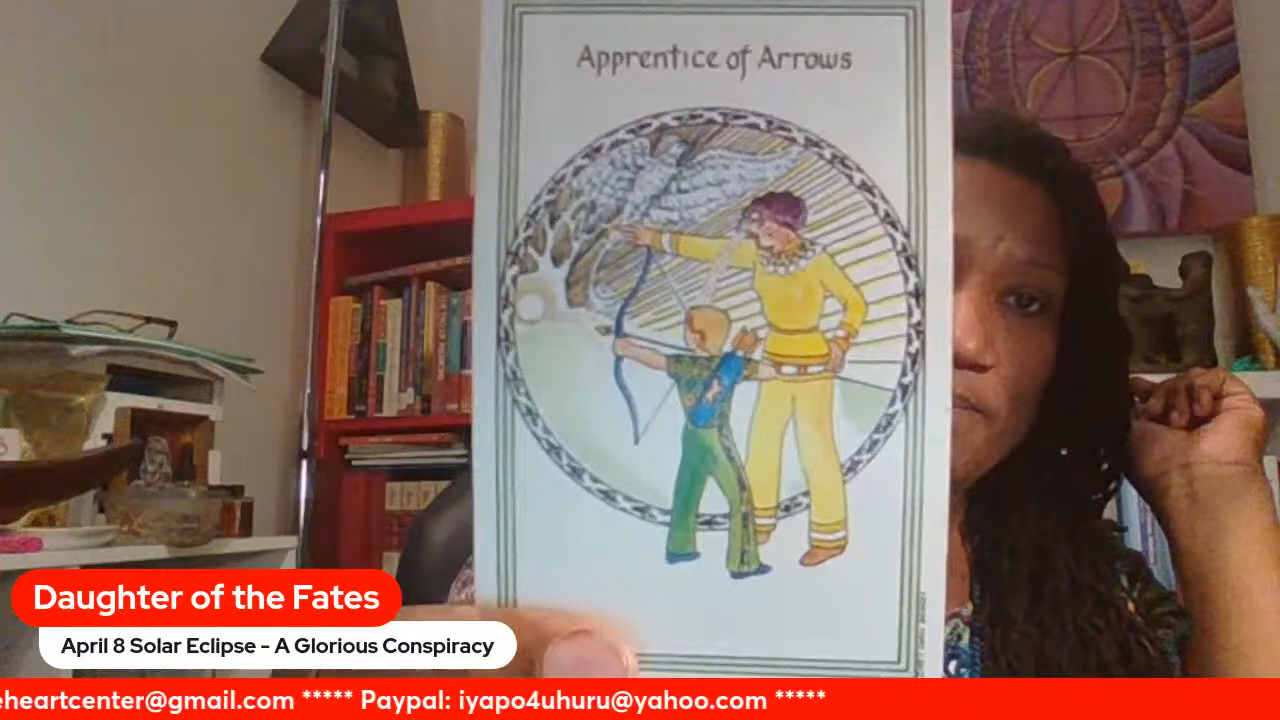 Apprentice of Arrows
Daughter of the Fates
April 8 Solar Eclipse - A Glorious Conspiracy
eheartcenter@gmail.com ***** Paypal: iyapo4uhuru@yahoo.com *****